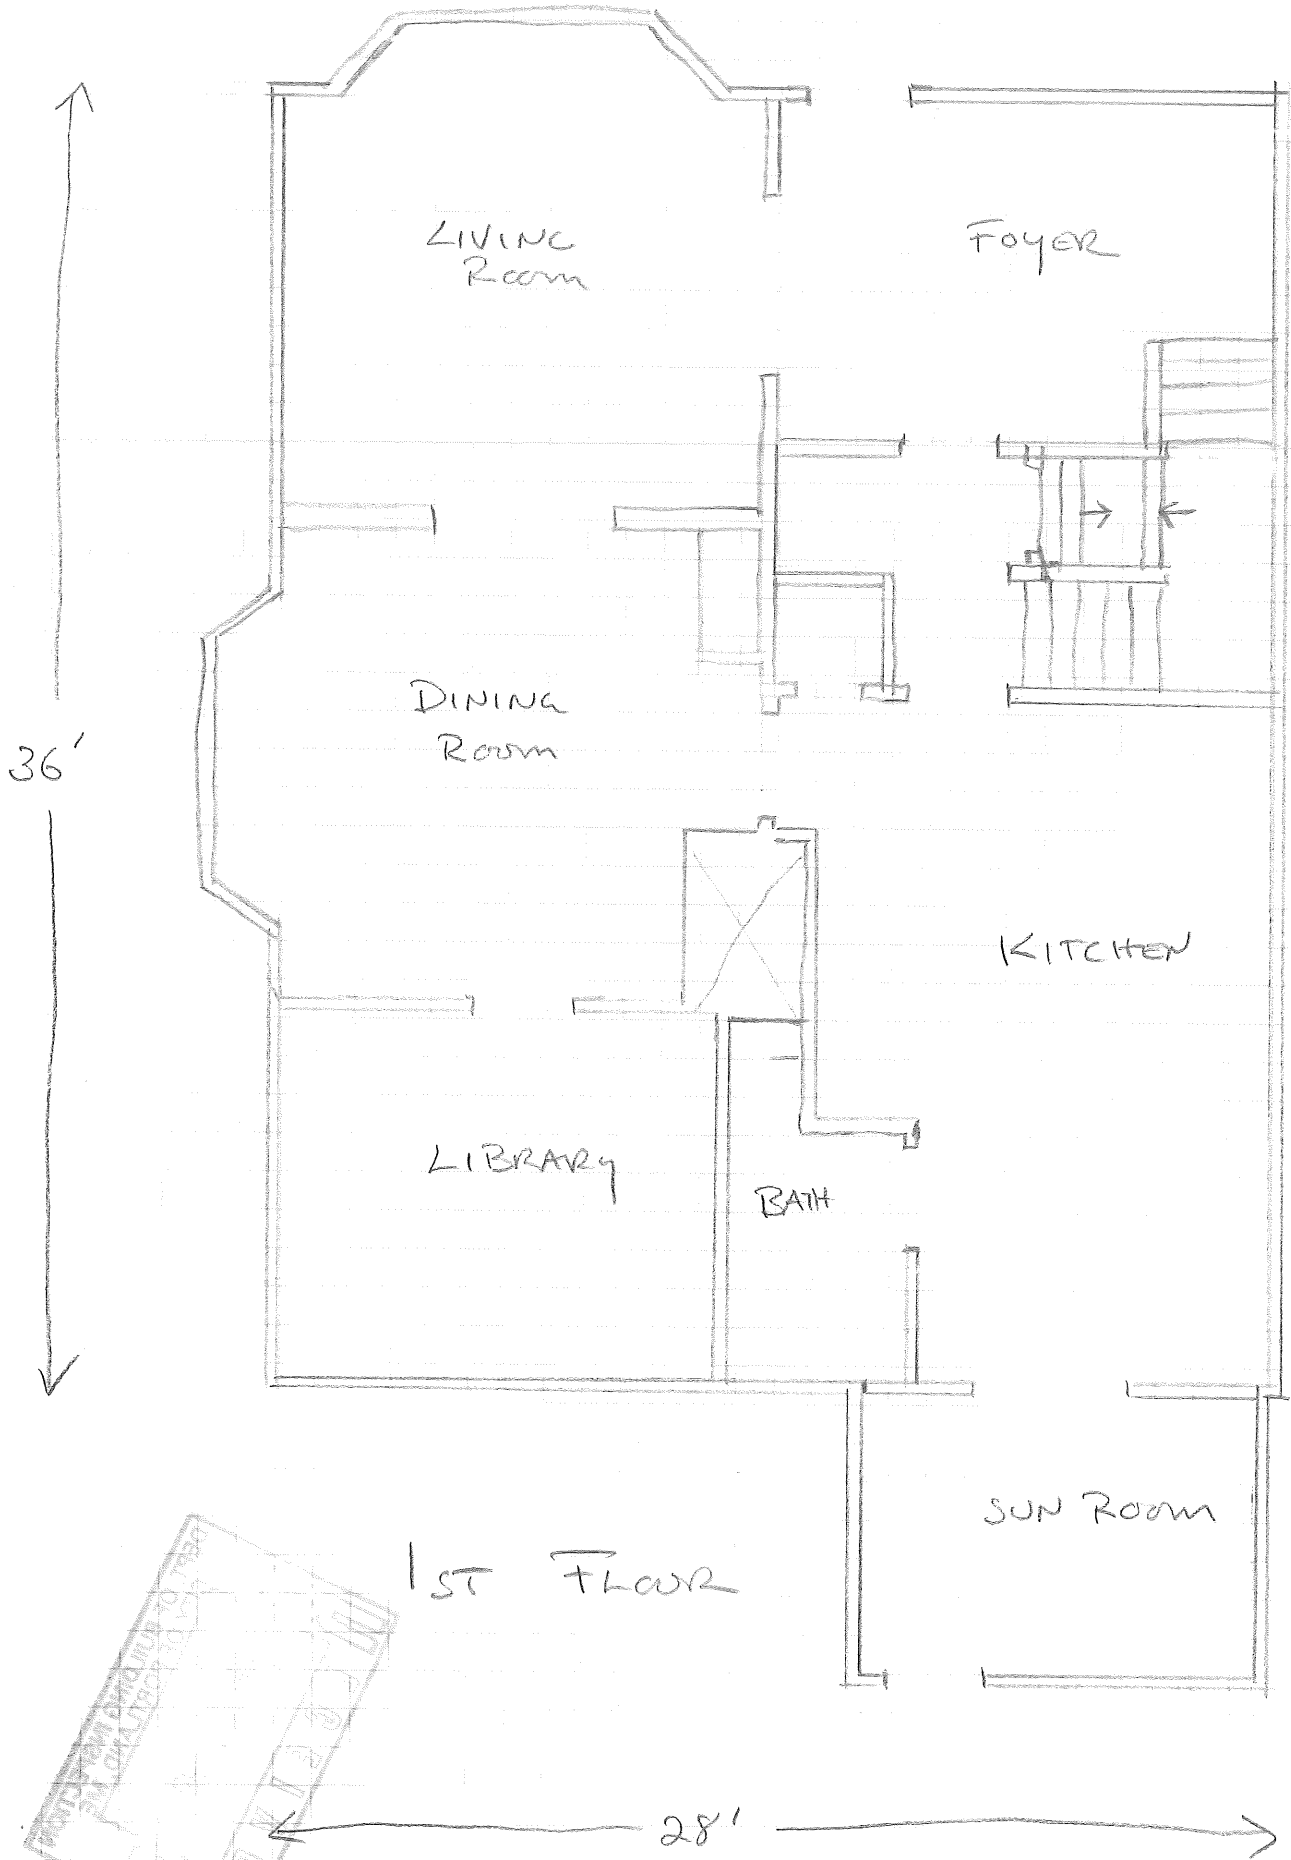 LIVING
Room
FOYER
DINING
Room
36'
KITCHEN
LIBRARY
BATH
SUN ROOM
1ST FLOOR
28'